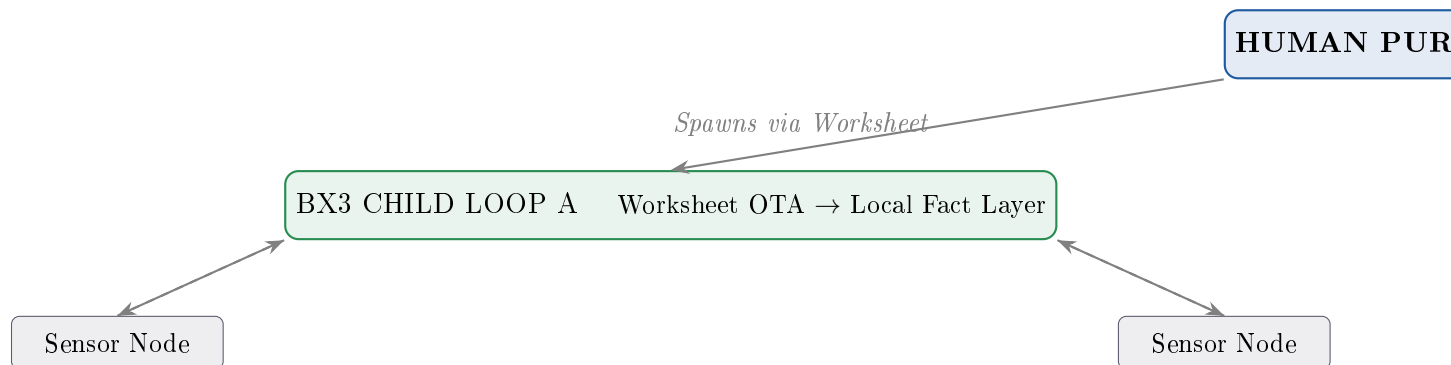 HUMAN PUR
Spawns via Worksheet
BX3 CHILD LOOP A Worksheet OTA → Local Fact Layer
Sensor Node
Sensor Node